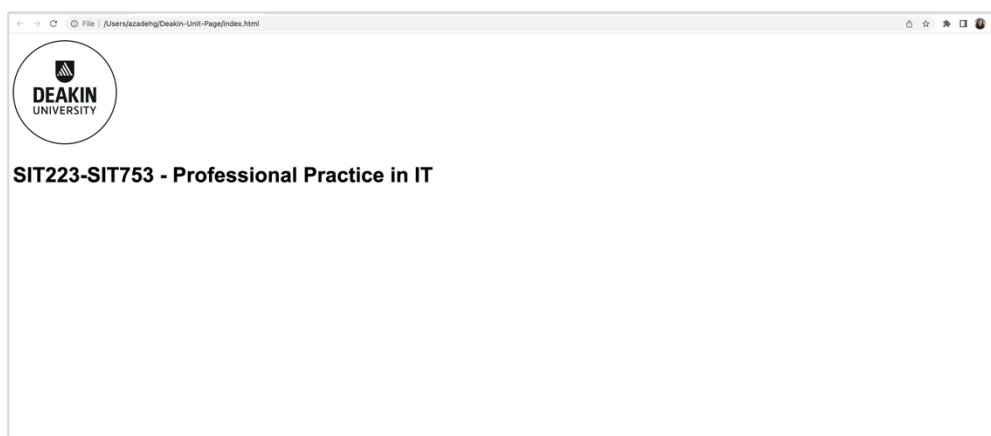 File | /Users/azadehg/Deakin-Unit-Page/index.html
DEAKIN
UNIVERSITY
SIT223-SIT753 - Professional Practice in IT